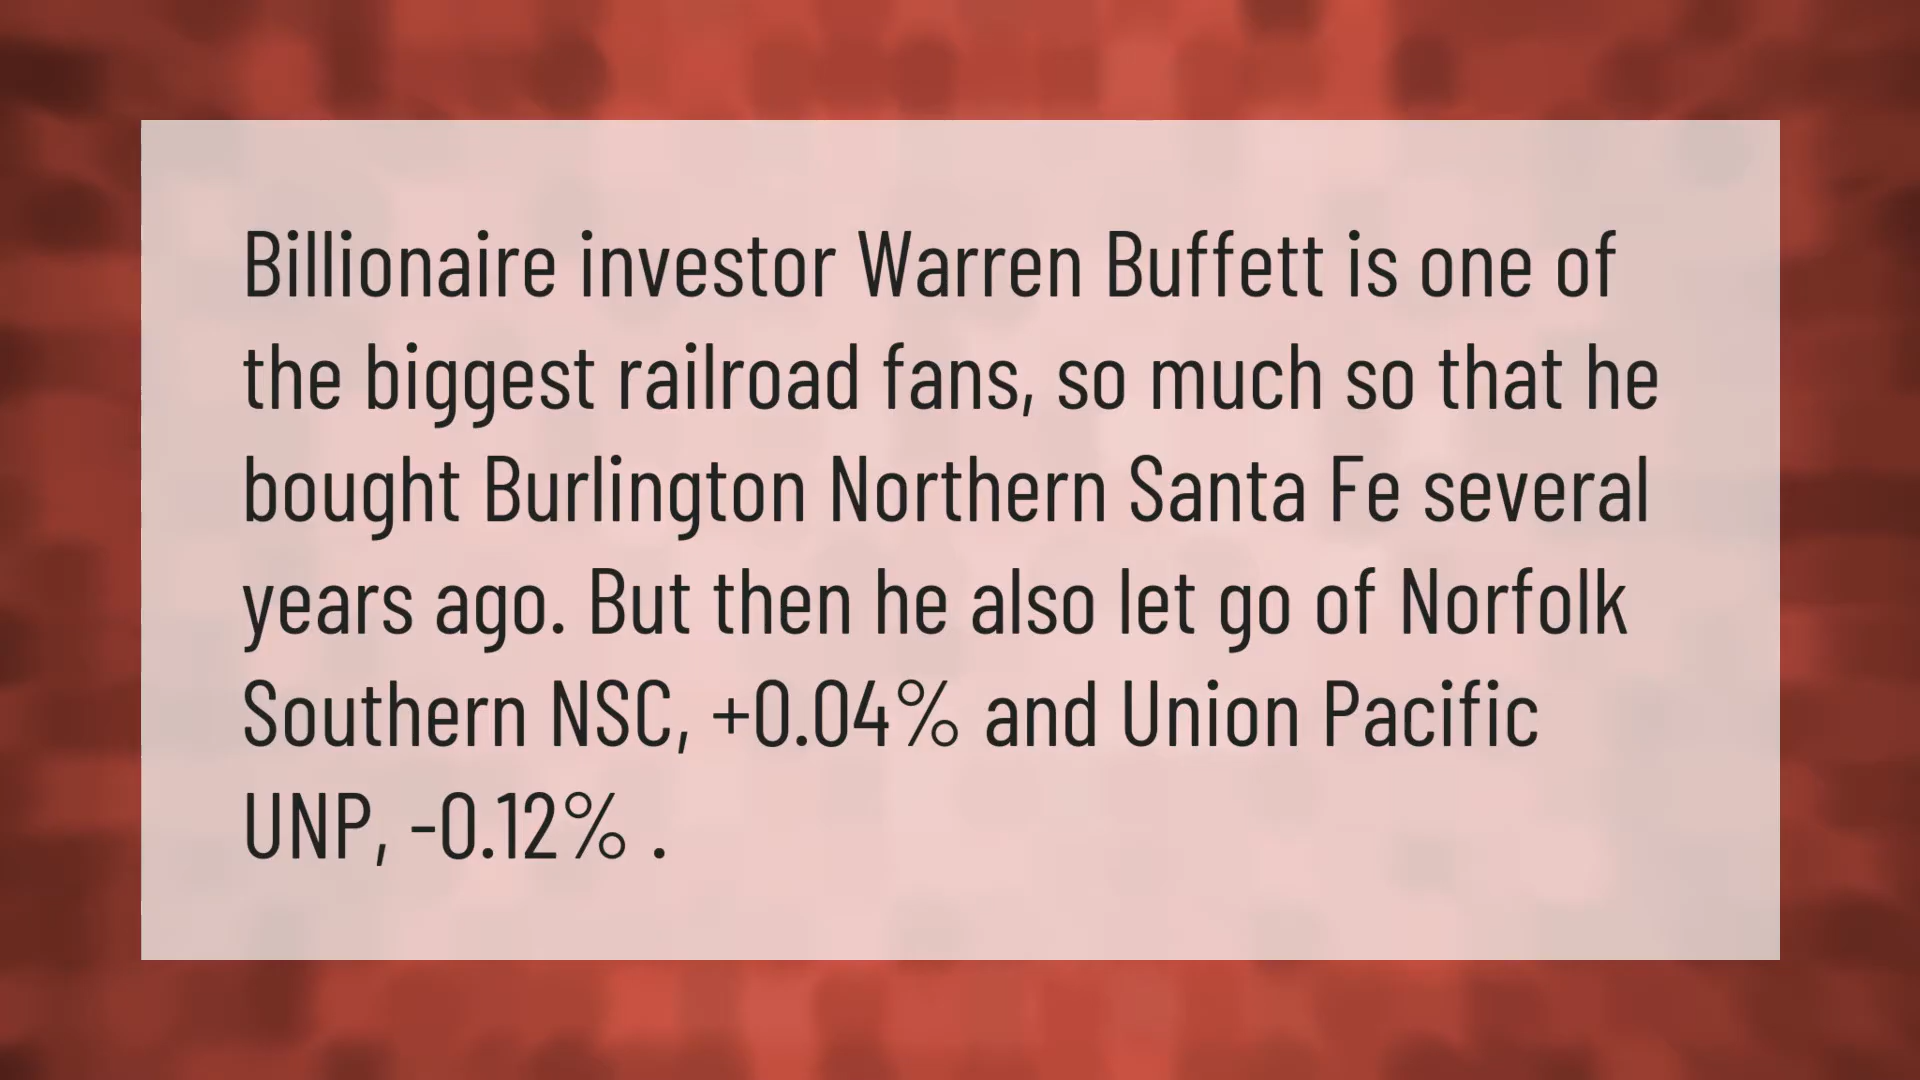 Billionaire investor Warren Buffett is one of
the biggest railroad fans, so much so that he
bought Burlington Northern Santa Fe several
years ago. But then he also let go of Norfolk
Southern NSC, +0.04% and Union Pacific
UNP, -0.12% .